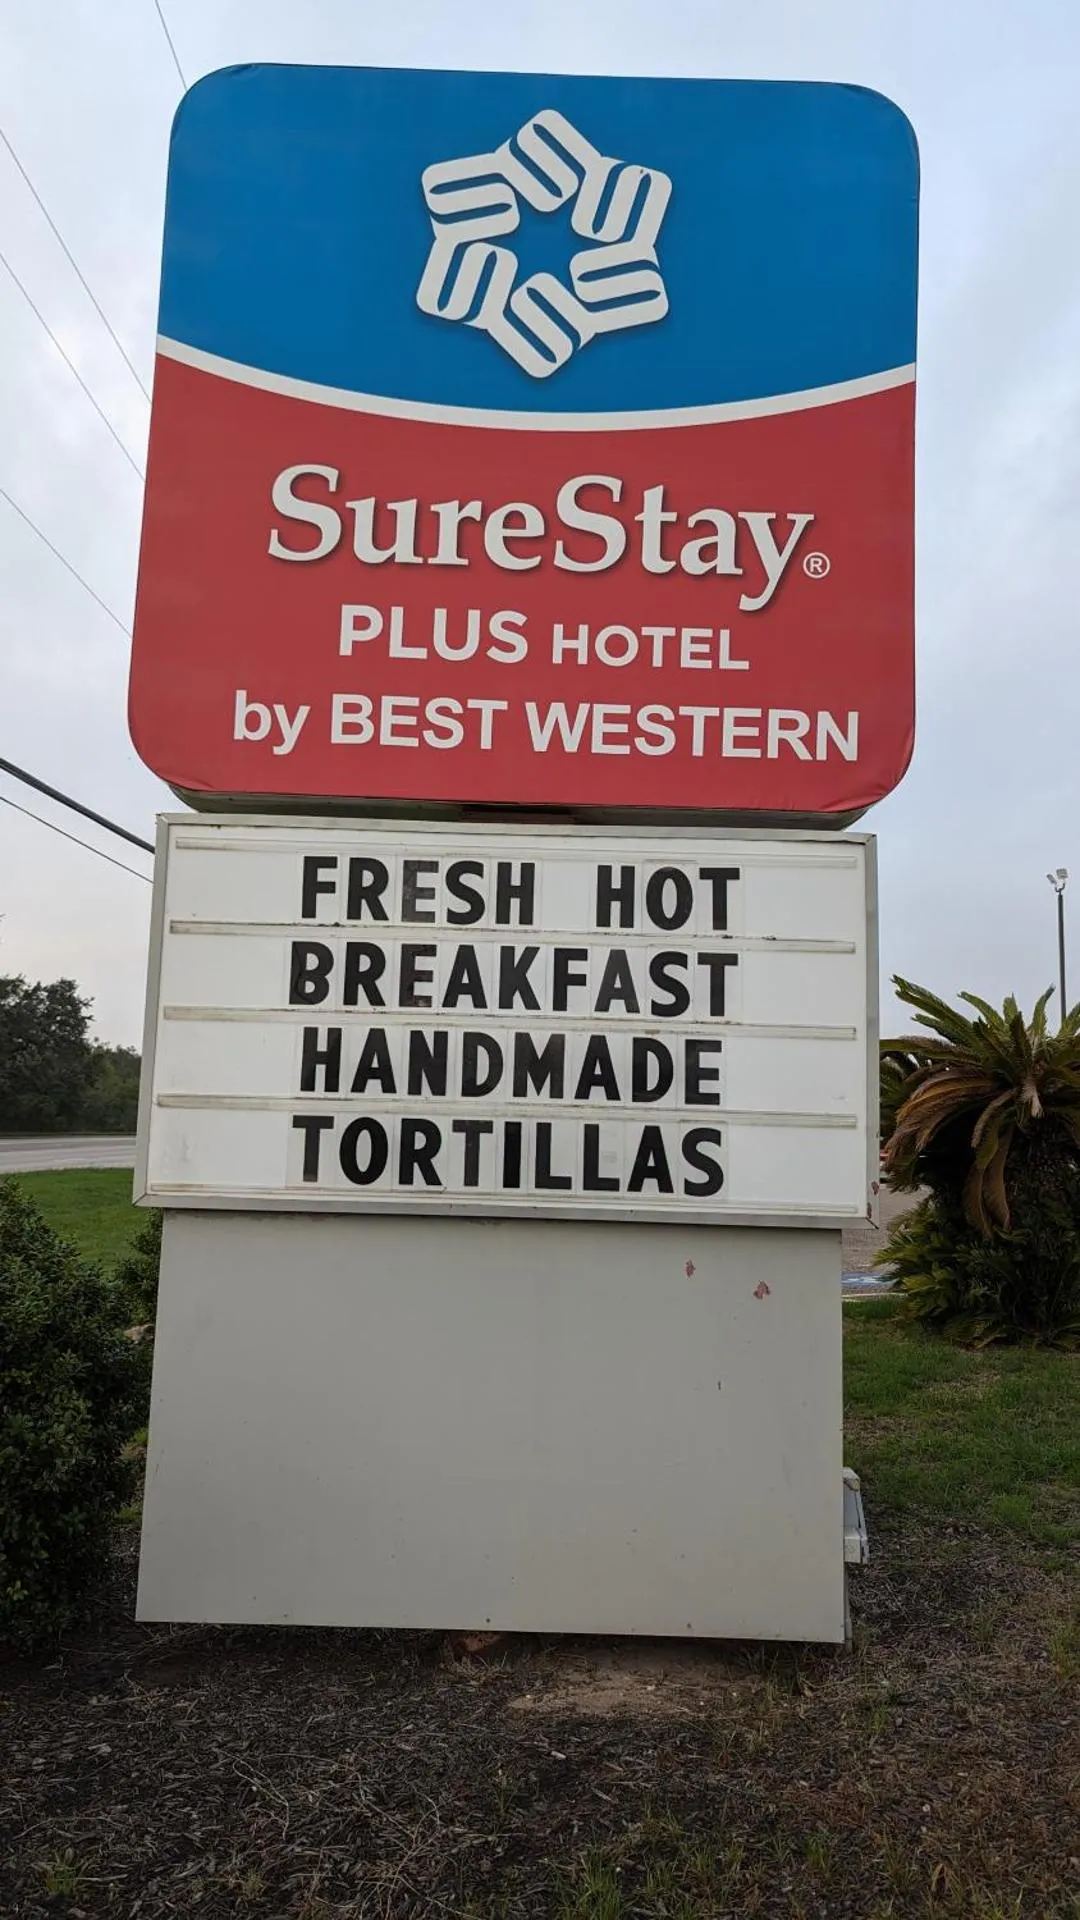 SureStay®
PLUS HOTEL
by BEST WESTERN
FRESH HOT
BREAKFAST
HANDMADE
TORTILLAS